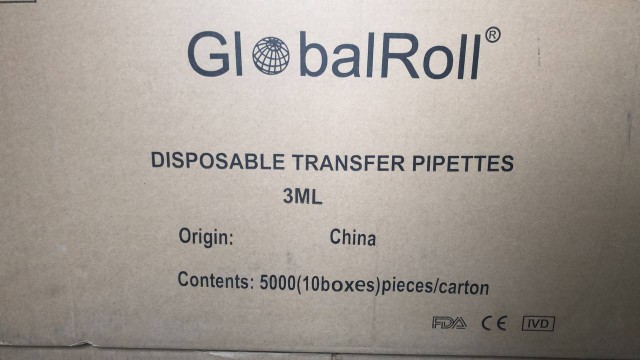 GlobalRoll®
DISPOSABLE TRANSFER PIPETTES
3ML
Origin: China
Contents: 5000(10boxes)pieces/carton
FDA CE IVD